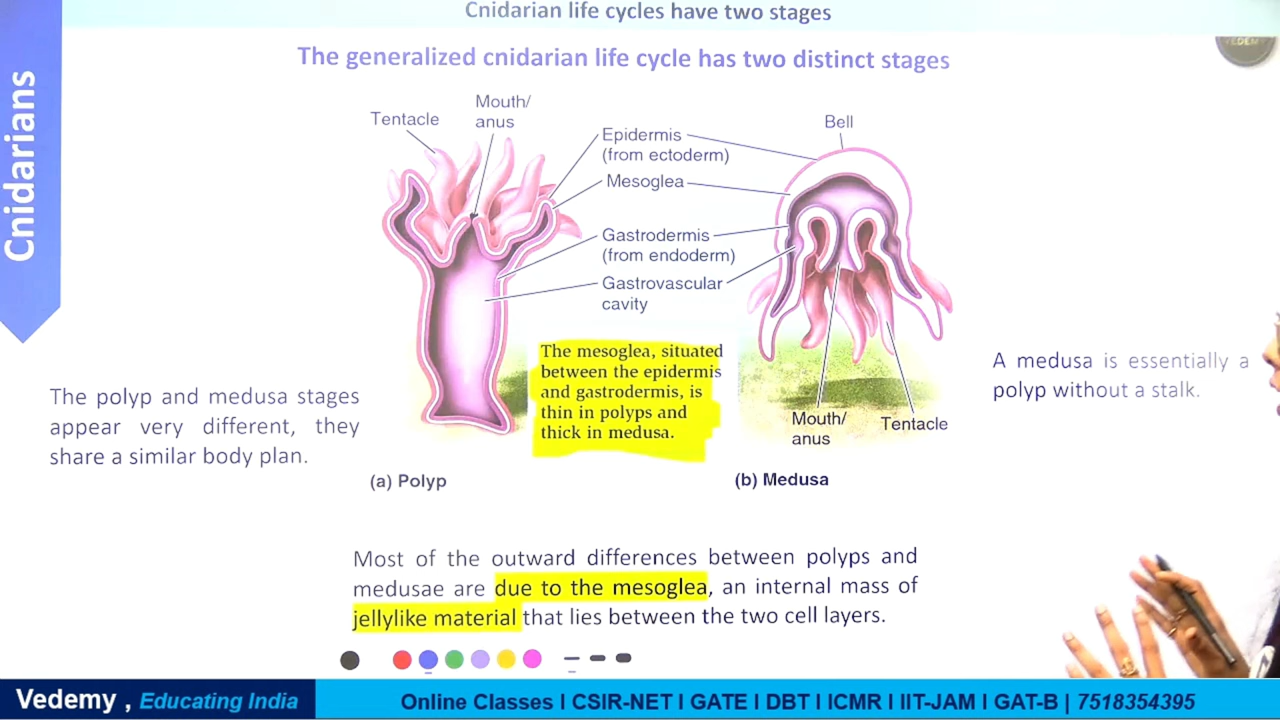 Cnidarian life cycles have two stages
The generalized cnidarian life cycle has two distinct stages
VEDEMY
Cnidarians
Tentacle
Mouth/
anus
Epidermis
(from ectoderm)
Mesoglea
Gastrodermis
(from endoderm)
Gastrovascular
cavity
Bell
The mesoglea, situated
between the epidermis
and gastrodermis, is
thin in polyps and
thick in medusa.
Mouth/
anus
Tentacle
The polyp and medusa stages
appear very different, they
share a similar body plan.
A medusa is essentially a
polyp without a stalk.
(a) Polyp
(b) Medusa
Most of the outward differences between polyps and
medusae are due to the mesoglea, an internal mass of
jellylike material that lies between the two cell layers.
Vedemy , Educating India
Online Classes I CSIR-NET I GATE I DBT I ICMR I IIT-JAM I GAT-B | 7518354395